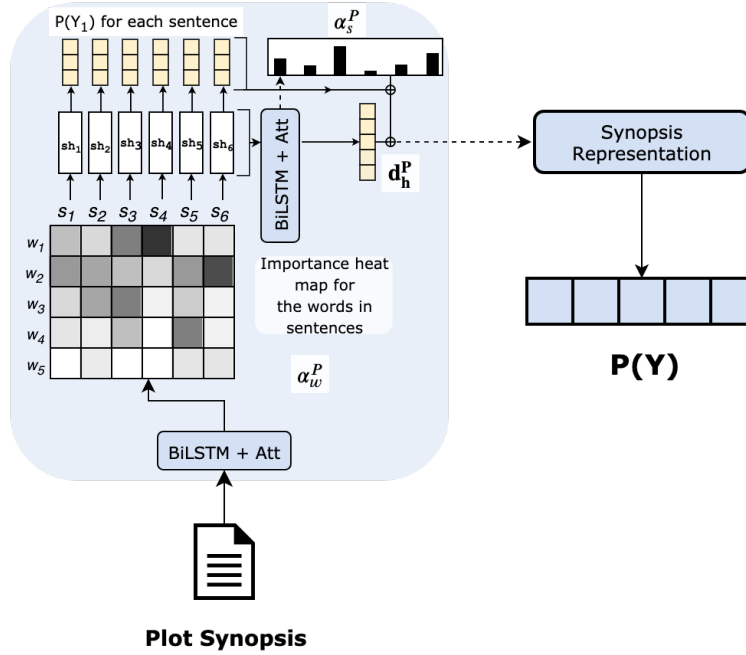 P(Y₁) for each sentence
α_s^P
sh₁ sh₂ sh₃ sh₄ sh₅ sh₆
BiLSTM + Att
d_h^P
Synopsis
Representation
s₁ s₂ s₃ s₄ s₅ s₆
w₁
w₂
w₃
w₄
w₅
Importance heat
map for
the words in
sentences
α_w^P
P(Y)
BiLSTM + Att
Plot Synopsis